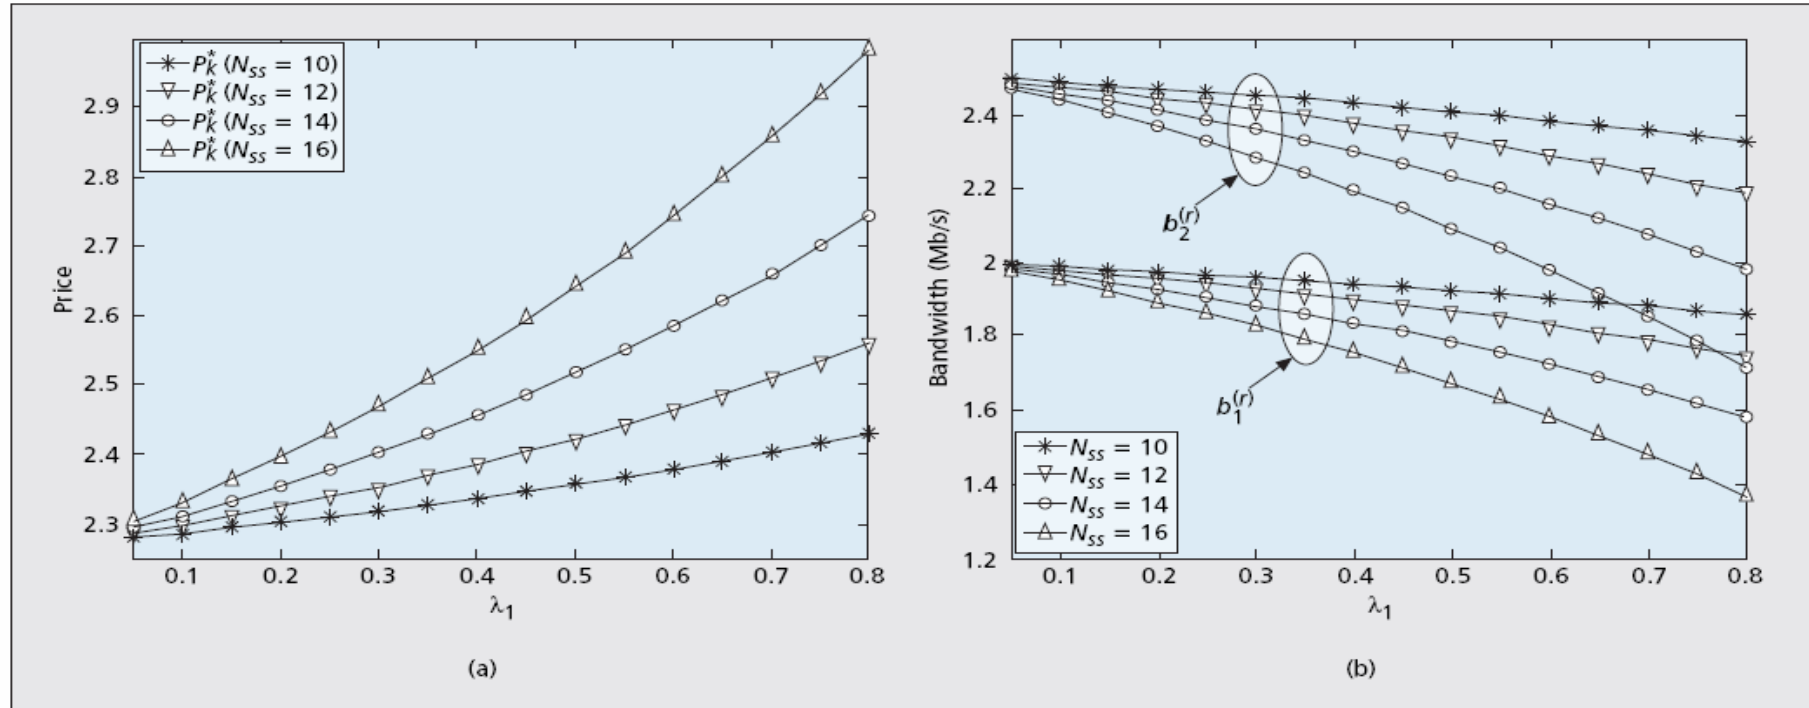 P*k (Nss = 10)
P*k (Nss = 12)
P*k (Nss = 14)
P*k (Nss = 16)
Price
2.9
2.8
2.7
2.6
2.5
2.4
2.3
0.1 0.2 0.3 0.4 0.5 0.6 0.7 0.8
λ1
(a)
Bandwidth (Mb/s)
2.4
2.2
2
1.8
1.6
1.4
1.2
b2(r)
b1(r)
Nss = 10
Nss = 12
Nss = 14
Nss = 16
0.1 0.2 0.3 0.4 0.5 0.6 0.7 0.8
λ1
(b)